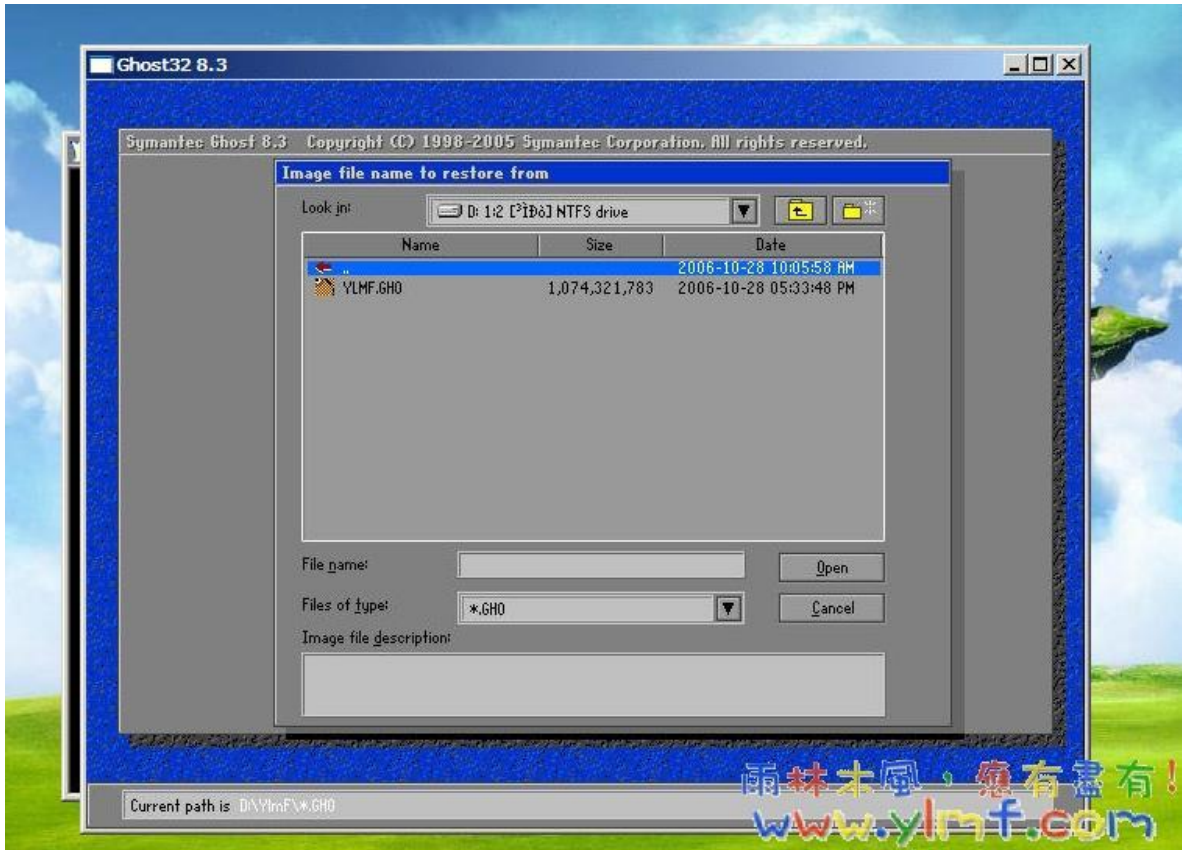 Ghost32 8.3
Symantec Ghost 8.3 Copyright (C) 1998-2005 Symantec Corporation. All rights reserved.
Image file name to restore from
Look in: D: 1:2 [³ÌÐò] NTFS drive
Name Size Date
.. 2006-10-28 10:05:58 AM
YLMF.GHO 1,074,321,783 2006-10-28 05:33:48 PM
File name:
Open
Files of type: *.GHO
Cancel
Image file description:
Current path is D:\YlmF\*.GHO
雨林木風，應有盡有！
www.ylmf.com